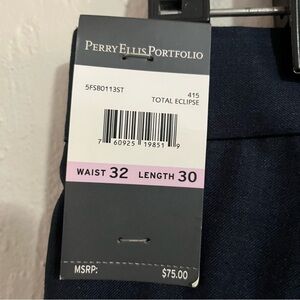 PERRY ELLIS PORTFOLIO
5FS80113ST 415
TOTAL ECLIPSE
7 60925 19851 9
WAIST 32 LENGTH 30
MSRP: $75.00